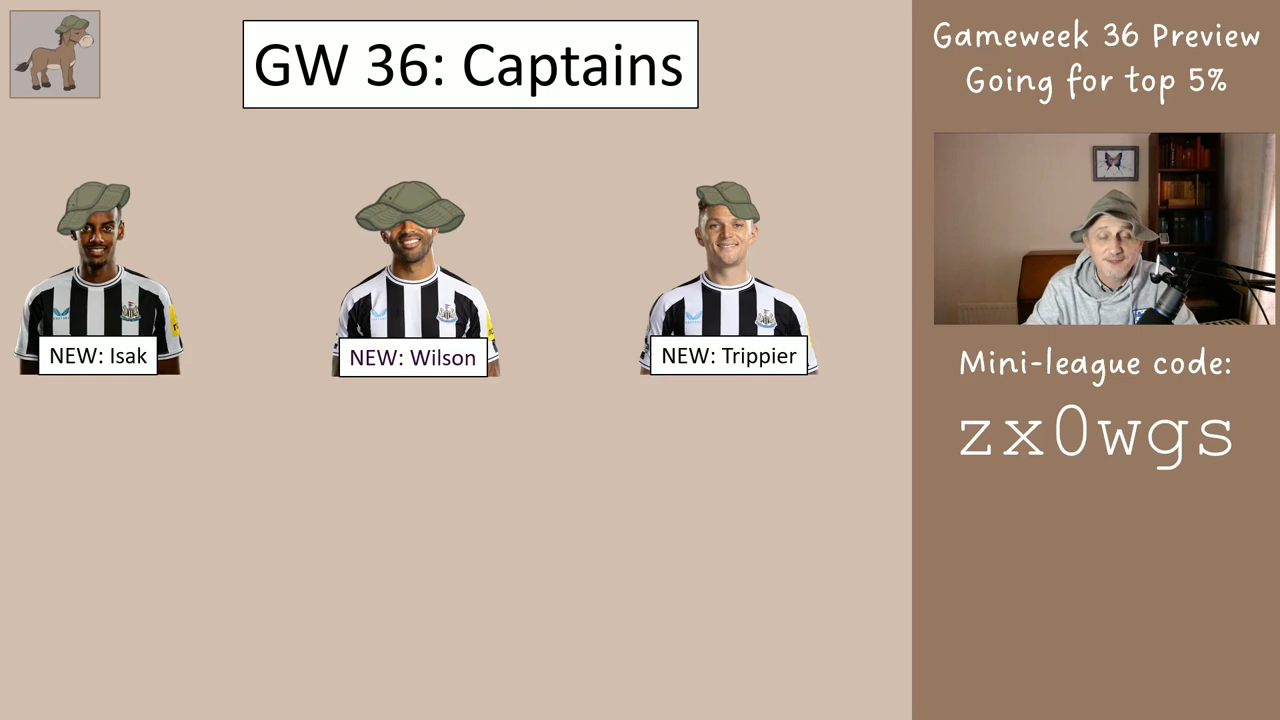 GW 36: Captains
NEW: Isak
NEW: Wilson
NEW: Trippier
Gameweek 36 Preview
Going for top 5%
Mini-league code:
zx0wgs